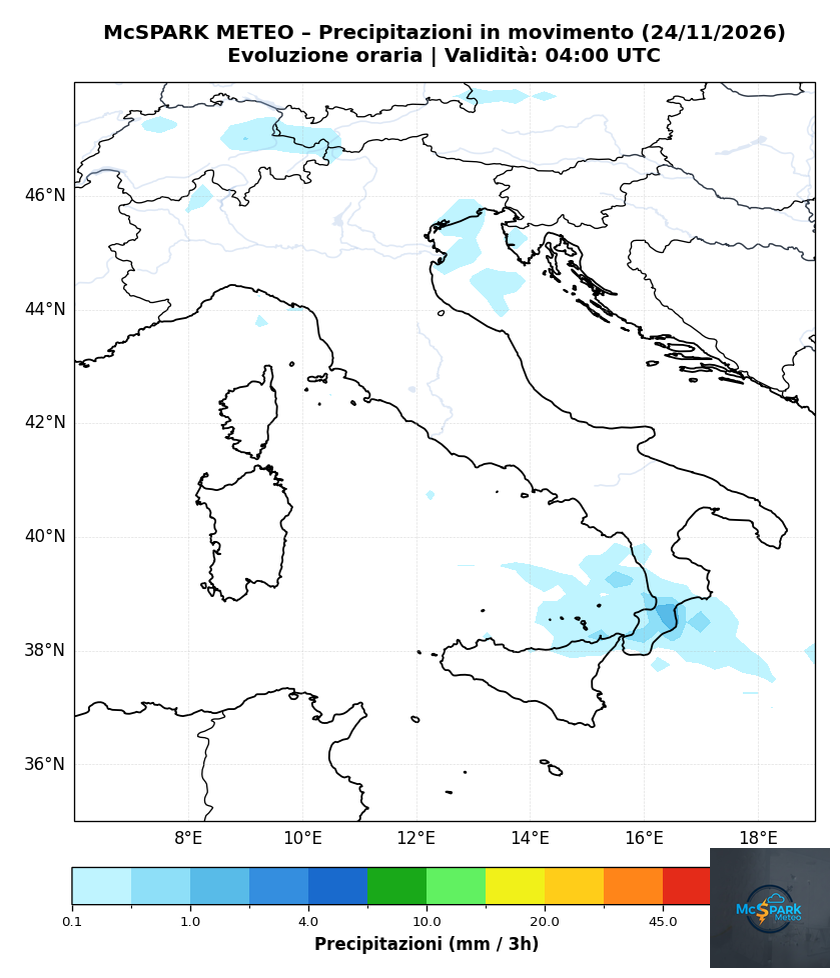 McSPARK METEO – Precipitazioni in movimento (24/11/2026)
Evoluzione oraria | Validità: 04:00 UTC
46°N
44°N
42°N
40°N
38°N
36°N
8°E 10°E 12°E 14°E 16°E 18°E
0.1 1.0 4.0 10.0 20.0 45.0
Precipitazioni (mm / 3h)
McSPARK
Meteo